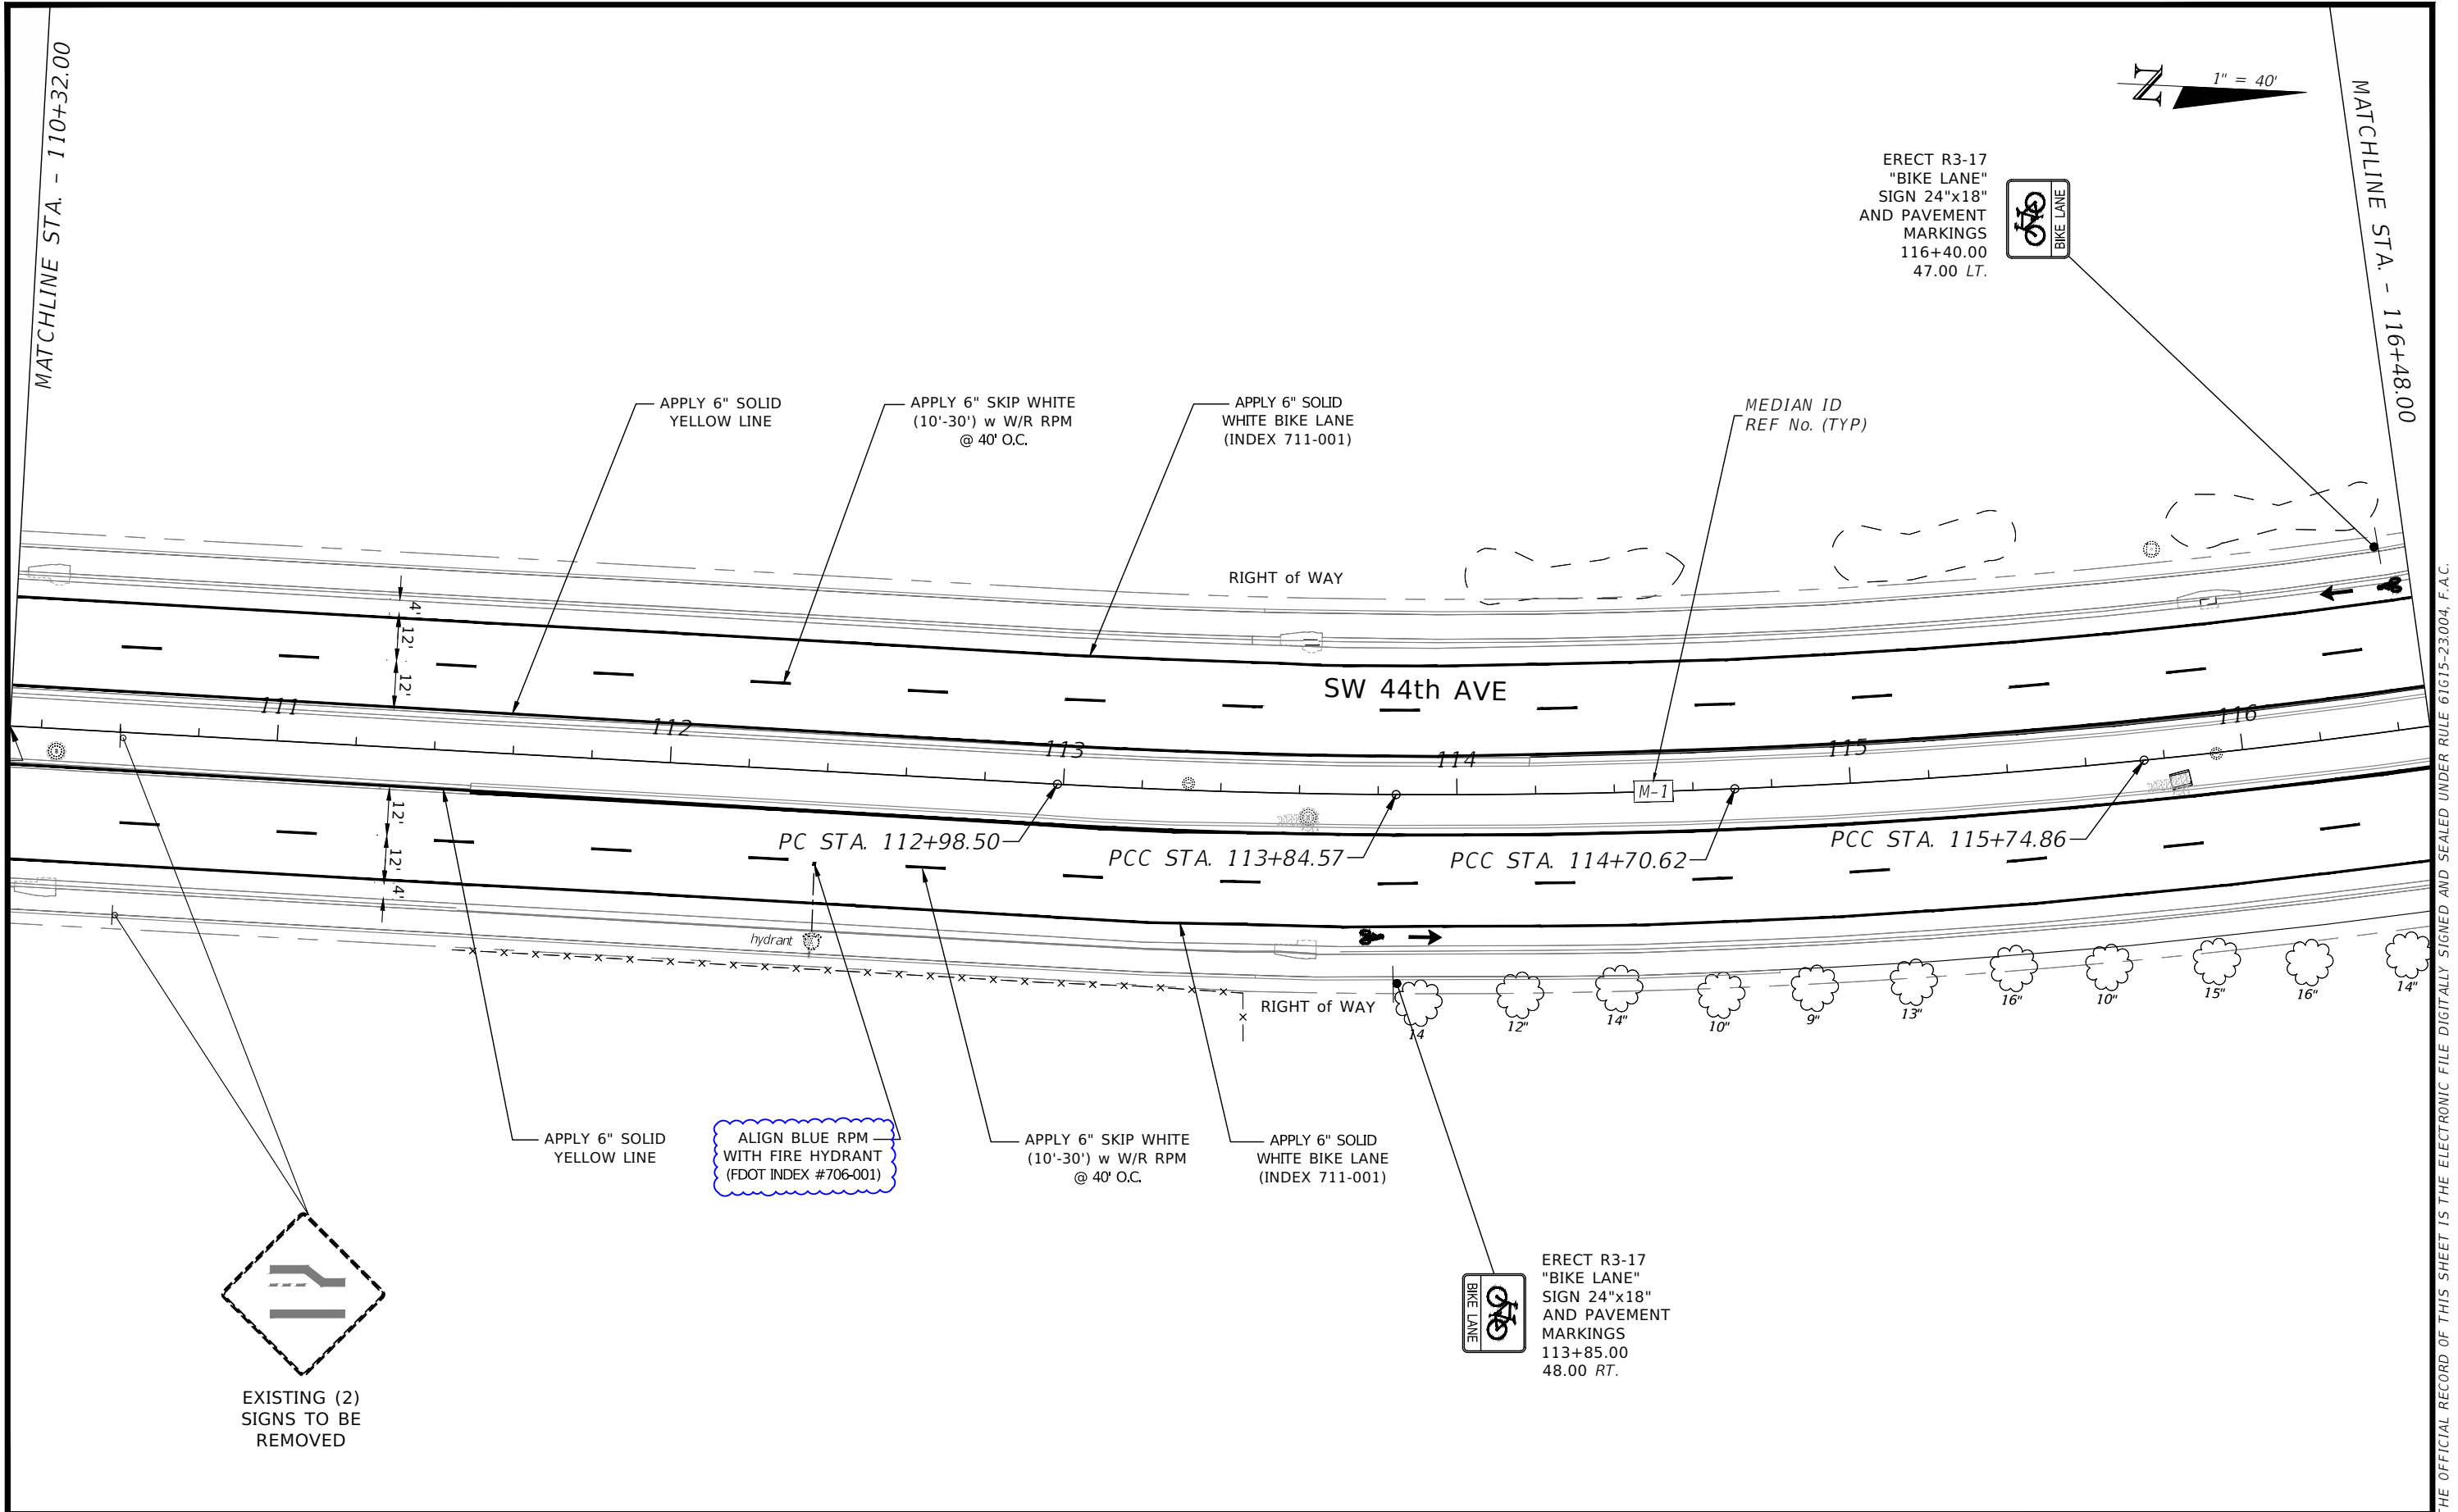 MATCHLINE STA. - 110+32.00
N
1" = 40'
MATCHLINE STA. - 116+48.00
ERECT R3-17
"BIKE LANE"
SIGN 24"x18"
AND PAVEMENT
MARKINGS
116+40.00
47.00 LT.
BIKE LANE
APPLY 6" SOLID
YELLOW LINE
APPLY 6" SKIP WHITE
(10'-30') w W/R RPM
@ 40' O.C.
APPLY 6" SOLID
WHITE BIKE LANE
(INDEX 711-001)
MEDIAN ID
REF No. (TYP)
RIGHT of WAY
4'
12'
12'
SW 44th AVE
111
112
113
114
115
116
M-1
12'
12'
4'
PC STA. 112+98.50
PCC STA. 113+84.57
PCC STA. 114+70.62
PCC STA. 115+74.86
hydrant
RIGHT of WAY
14
12"
14"
10"
9"
13"
16"
10"
15"
16"
14"
APPLY 6" SOLID
YELLOW LINE
ALIGN BLUE RPM
WITH FIRE HYDRANT
(FDOT INDEX #706-001)
APPLY 6" SKIP WHITE
(10'-30') w W/R RPM
@ 40' O.C.
APPLY 6" SOLID
WHITE BIKE LANE
(INDEX 711-001)
EXISTING (2)
SIGNS TO BE
REMOVED
BIKE LANE
ERECT R3-17
"BIKE LANE"
SIGN 24"x18"
AND PAVEMENT
MARKINGS
113+85.00
48.00 RT.
THE OFFICIAL RECORD OF THIS SHEET IS THE ELECTRONIC FILE DIGITALLY SIGNED AND SEALED UNDER RULE 61G15-23.004, F.A.C.